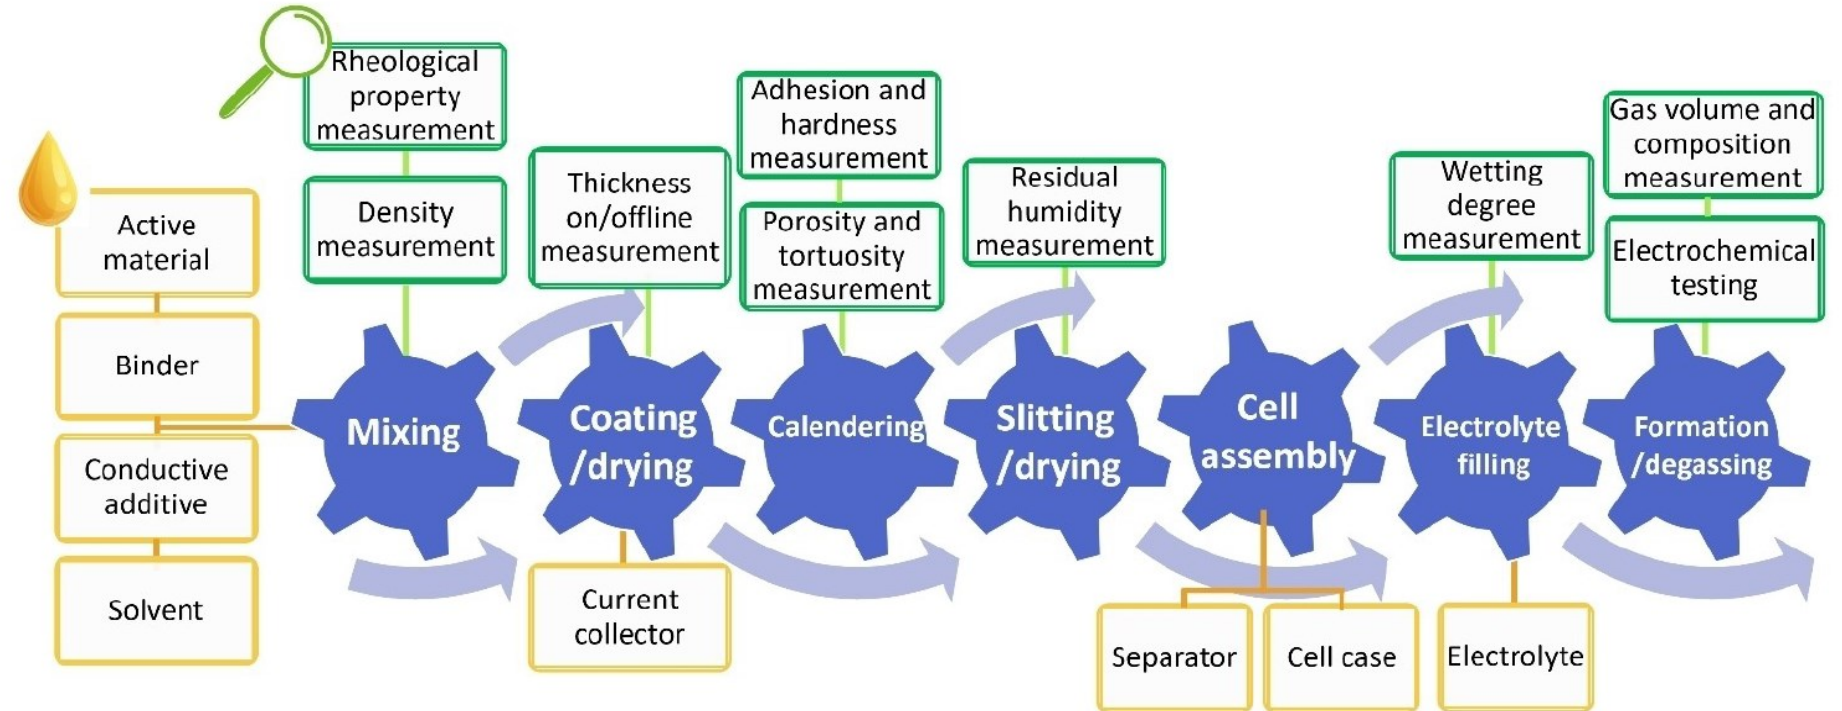 Rheological
property
measurement
Density
measurement
Thickness
on/offline
measurement
Adhesion and
hardness
measurement
Porosity and
tortuosity
measurement
Residual
humidity
measurement
Wetting
degree
measurement
Gas volume and
composition
measurement
Electrochemical
testing
Active
material
Binder
Conductive
additive
Solvent
Mixing
Coating
/drying
Calendering
Slitting
/drying
Cell
assembly
Electrolyte
filling
Formation
/degassing
Current
collector
Separator
Cell case
Electrolyte